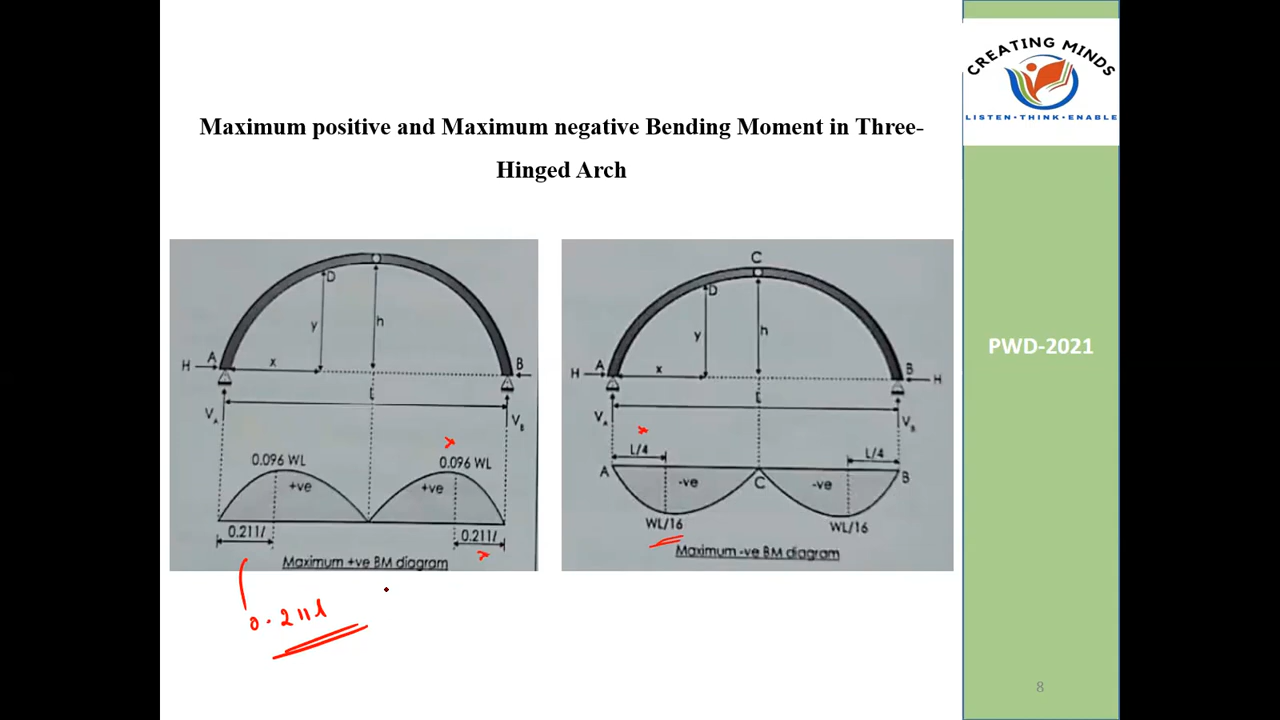 CREATING MINDS
LISTEN•THINK•ENABLE
Maximum positive and Maximum negative Bending Moment in Three-
Hinged Arch
PWD-2021
D
y
h
A
B
H
x
L
V_A
V_B
0.096 WL
0.096 WL
+ve
+ve
0.211l
0.211l
Maximum +ve BM diagram
0.211l
C
D
y
h
A
B
H
H
x
L
V_A
V_B
L/4
L/4
A
-ve
C
-ve
B
WL/16
WL/16
Maximum -ve BM diagram
8